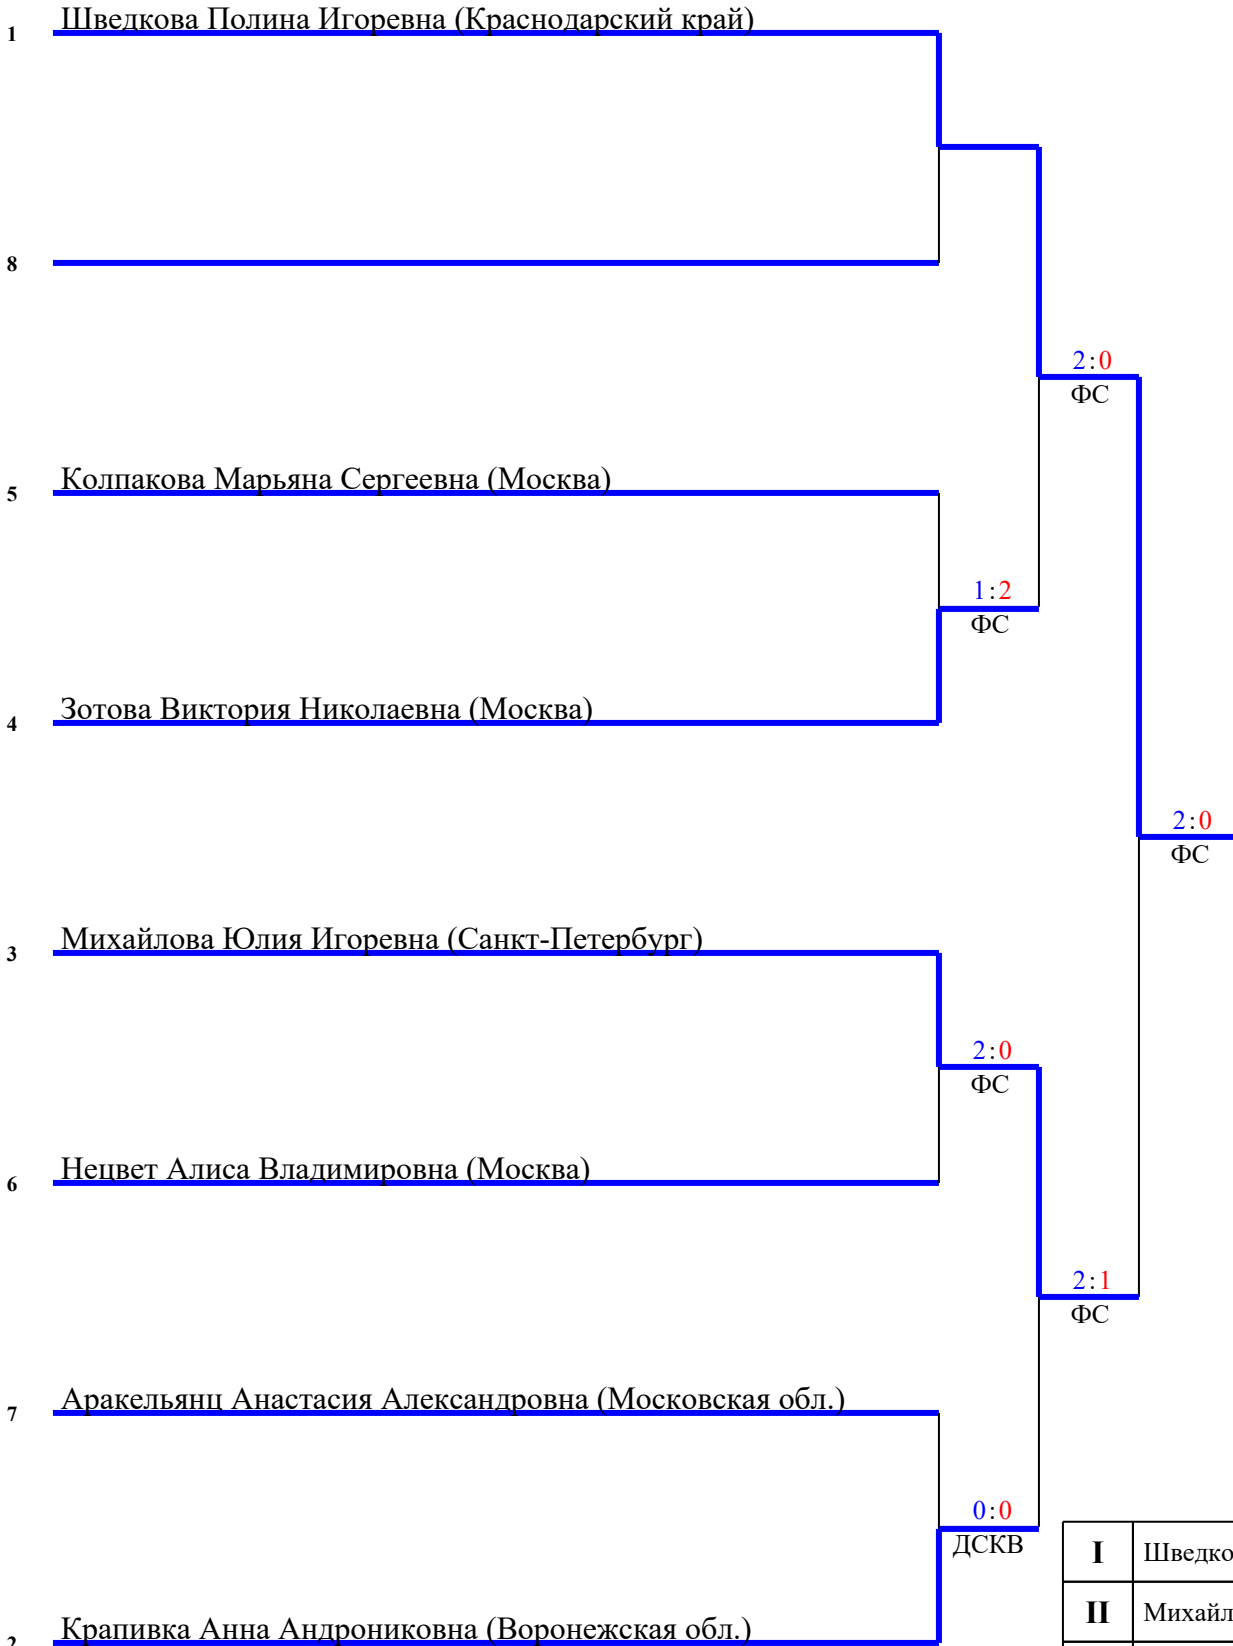 1 Шведкова Полина Игоревна (Краснодарский край)
8
2:0
ФС
5 Колпакова Марьяна Сергеевна (Москва)
1:2
ФС
4 Зотова Виктория Николаевна (Москва)
2:0
ФС
3 Михайлова Юлия Игоревна (Санкт-Петербург)
2:0
ФС
6 Нецвет Алиса Владимировна (Москва)
2:1
ФС
7 Аракельянц Анастасия Александровна (Московская обл.)
0:0
ДСКВ
I Шведко
II Михайл
2 Крапивка Анна Андрониковна (Воронежская обл.)